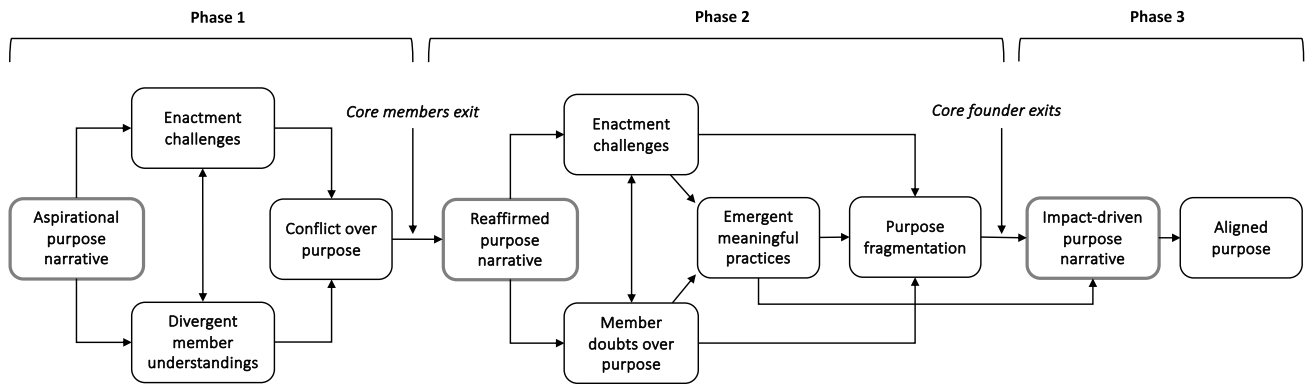 Phase 1
Phase 2
Phase 3
Core members exit
Core founder exits
Aspirational
purpose
narrative
Enactment
challenges
Divergent
member
understandings
Conflict over
purpose
Reaffirmed
purpose
narrative
Enactment
challenges
Member
doubts over
purpose
Emergent
meaningful
practices
Purpose
fragmentation
Impact-driven
purpose
narrative
Aligned
purpose